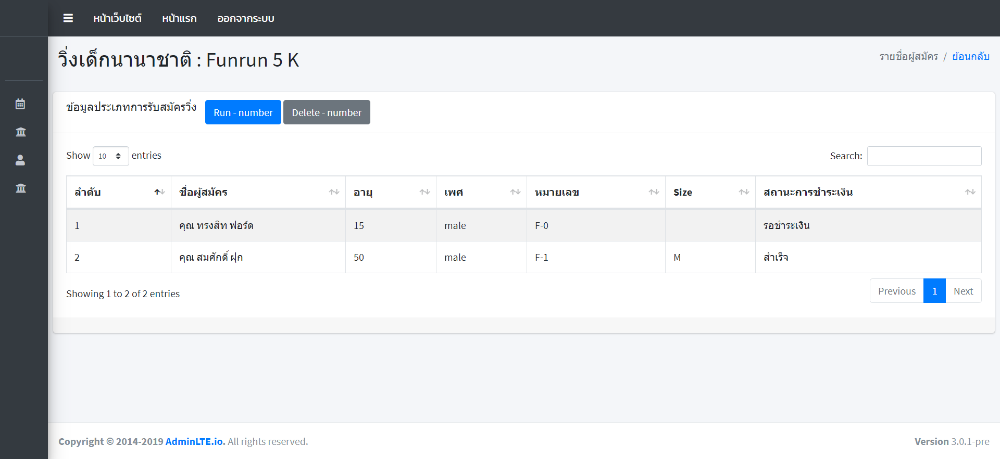 หน้าเว็บไซต์ หน้าแรก ออกจากระบบ
วิ่งเด็กนานาชาติ : Funrun 5 K
รายชื่อผู้สมัคร / ย้อนกลับ
ข้อมูลประเภทการรับสมัครวิ่ง Run - number Delete - number
Show 10 entries Search:
ลำดับ ชื่อผู้สมัคร อายุ เพศ หมายเลข Size สถานะการชำระเงิน
1 คุณ ทรงสิท ฟอร์ด 15 male F-0 รอชำระเงิน
2 คุณ สมศักดิ์ ฝุก 50 male F-1 M สำเร็จ
Showing 1 to 2 of 2 entries Previous 1 Next
Copyright © 2014-2019 AdminLTE.io. All rights reserved. Version 3.0.1-pre